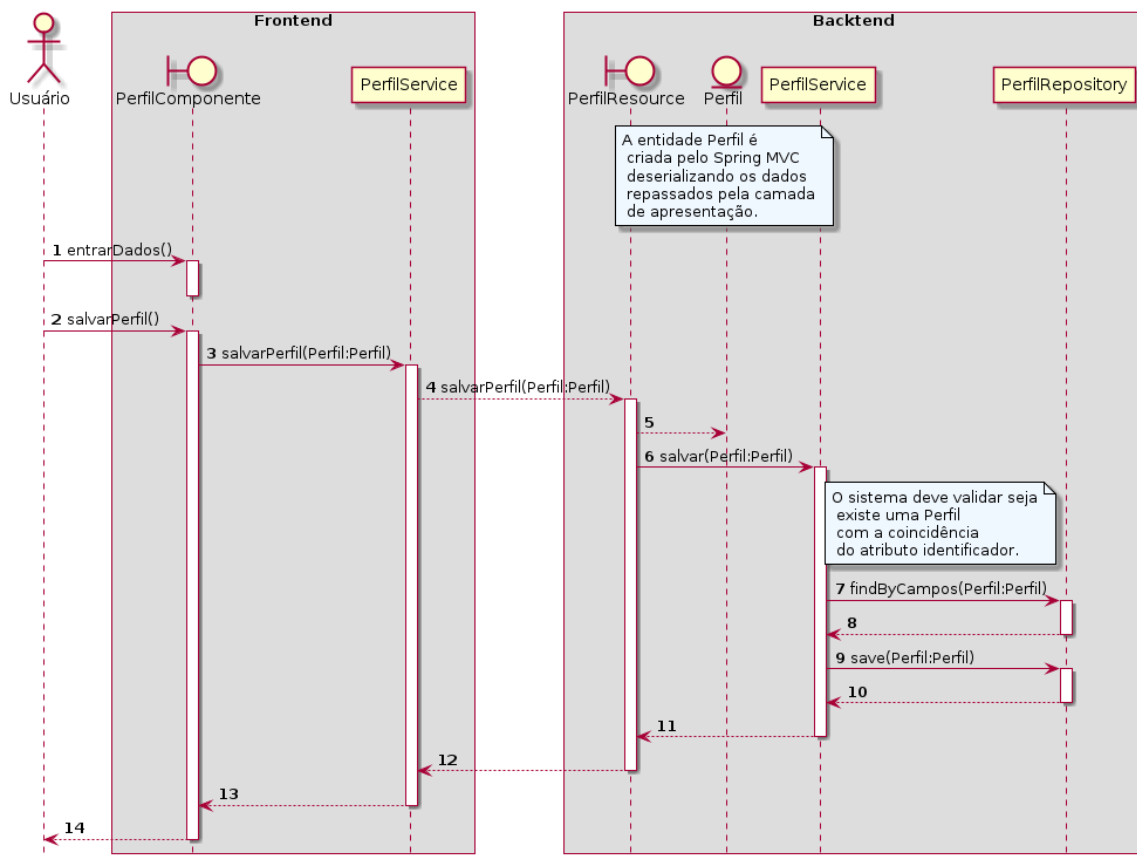 Frontend
Backtend
Usuário
PerfilComponente
PerfilService
PerfilResource
Perfil
PerfilService
PerfilRepository
A entidade Perfil é
criada pelo Spring MVC
deserializando os dados
repassados pela camada
de apresentação.
1 entrarDados()
2 salvarPerfil()
3 salvarPerfil(Perfil:Perfil)
4 salvarPerfil(Perfil:Perfil)
5
6 salvar(Perfil:Perfil)
O sistema deve validar seja
existe uma Perfil
com a coincidência
do atributo identificador.
7 findByCampos(Perfil:Perfil)
8
9 save(Perfil:Perfil)
10
11
12
13
14